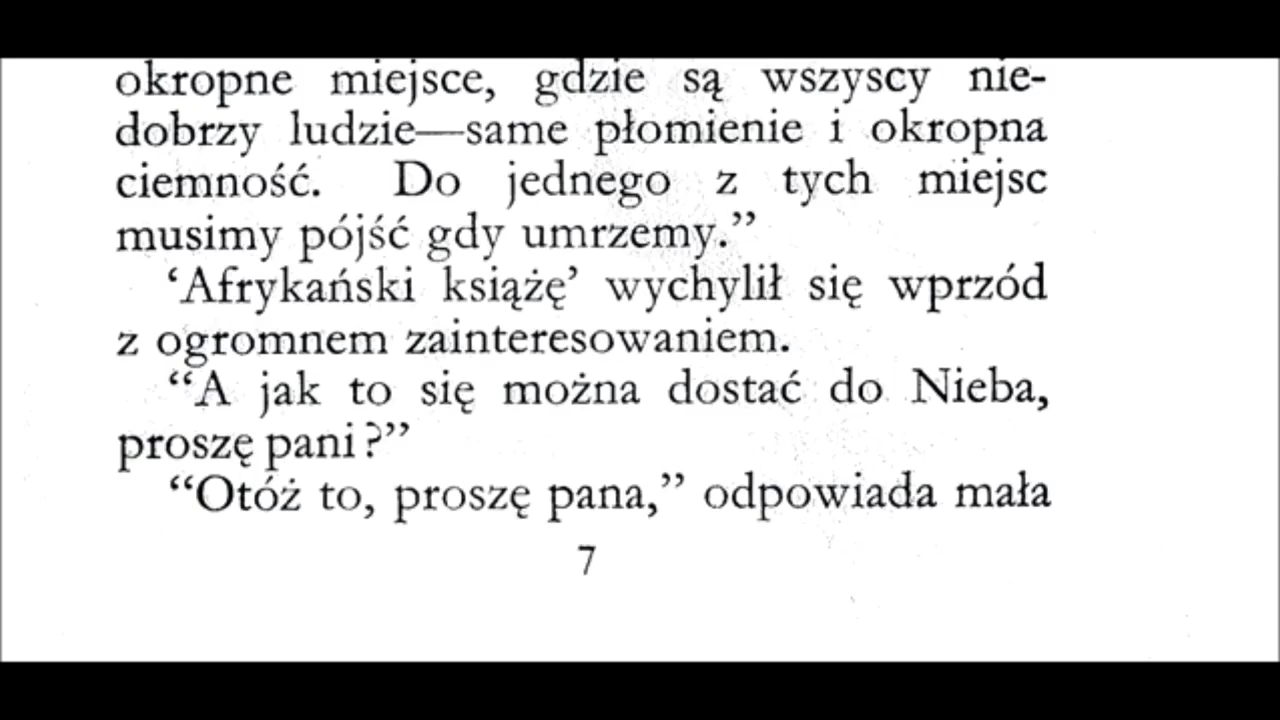 okropne miejsce, gdzie są wszyscy nie-
dobrzy ludzie—same płomienie i okropna
ciemność. Do jednego z tych miejsc
musimy pójść gdy umrzemy.”
‘Afrykański książę’ wychylił się wprzód
z ogromnem zainteresowaniem.
“A jak to się można dostać do Nieba,
proszę pani?”
“Otóż to, proszę pana,” odpowiada mała
7